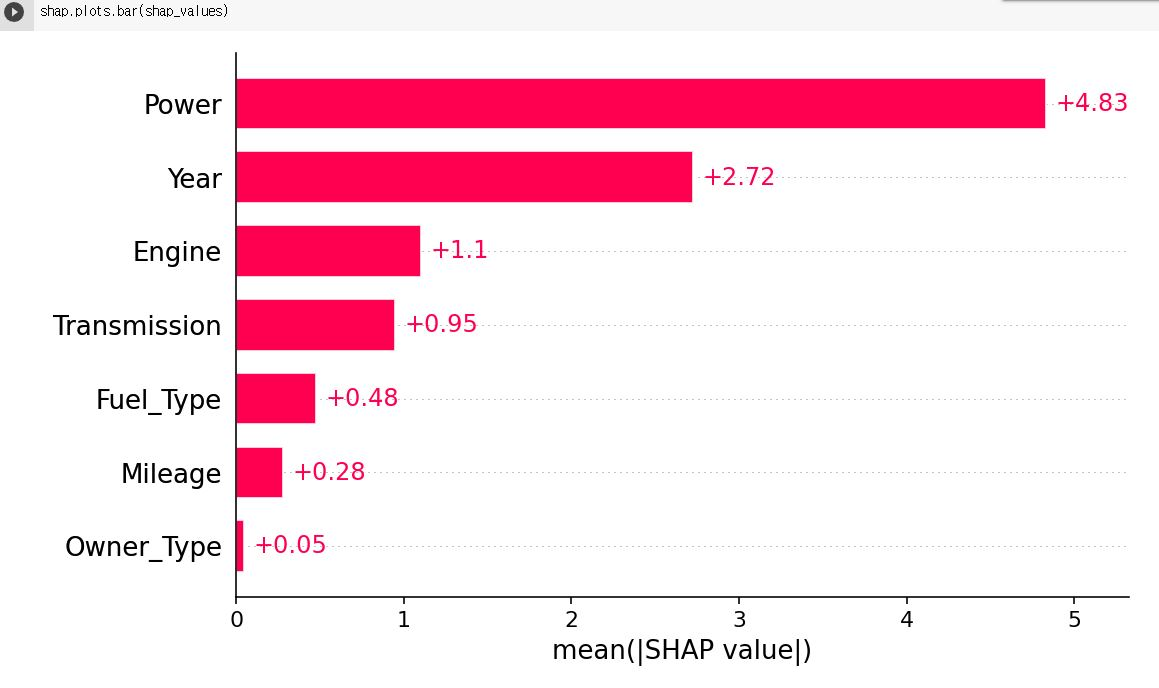 shap.plots.bar(shap_values)
Power +4.83
Year +2.72
Engine +1.1
Transmission +0.95
Fuel_Type +0.48
Mileage +0.28
Owner_Type +0.05
0 1 2 3 4 5
mean(|SHAP value|)